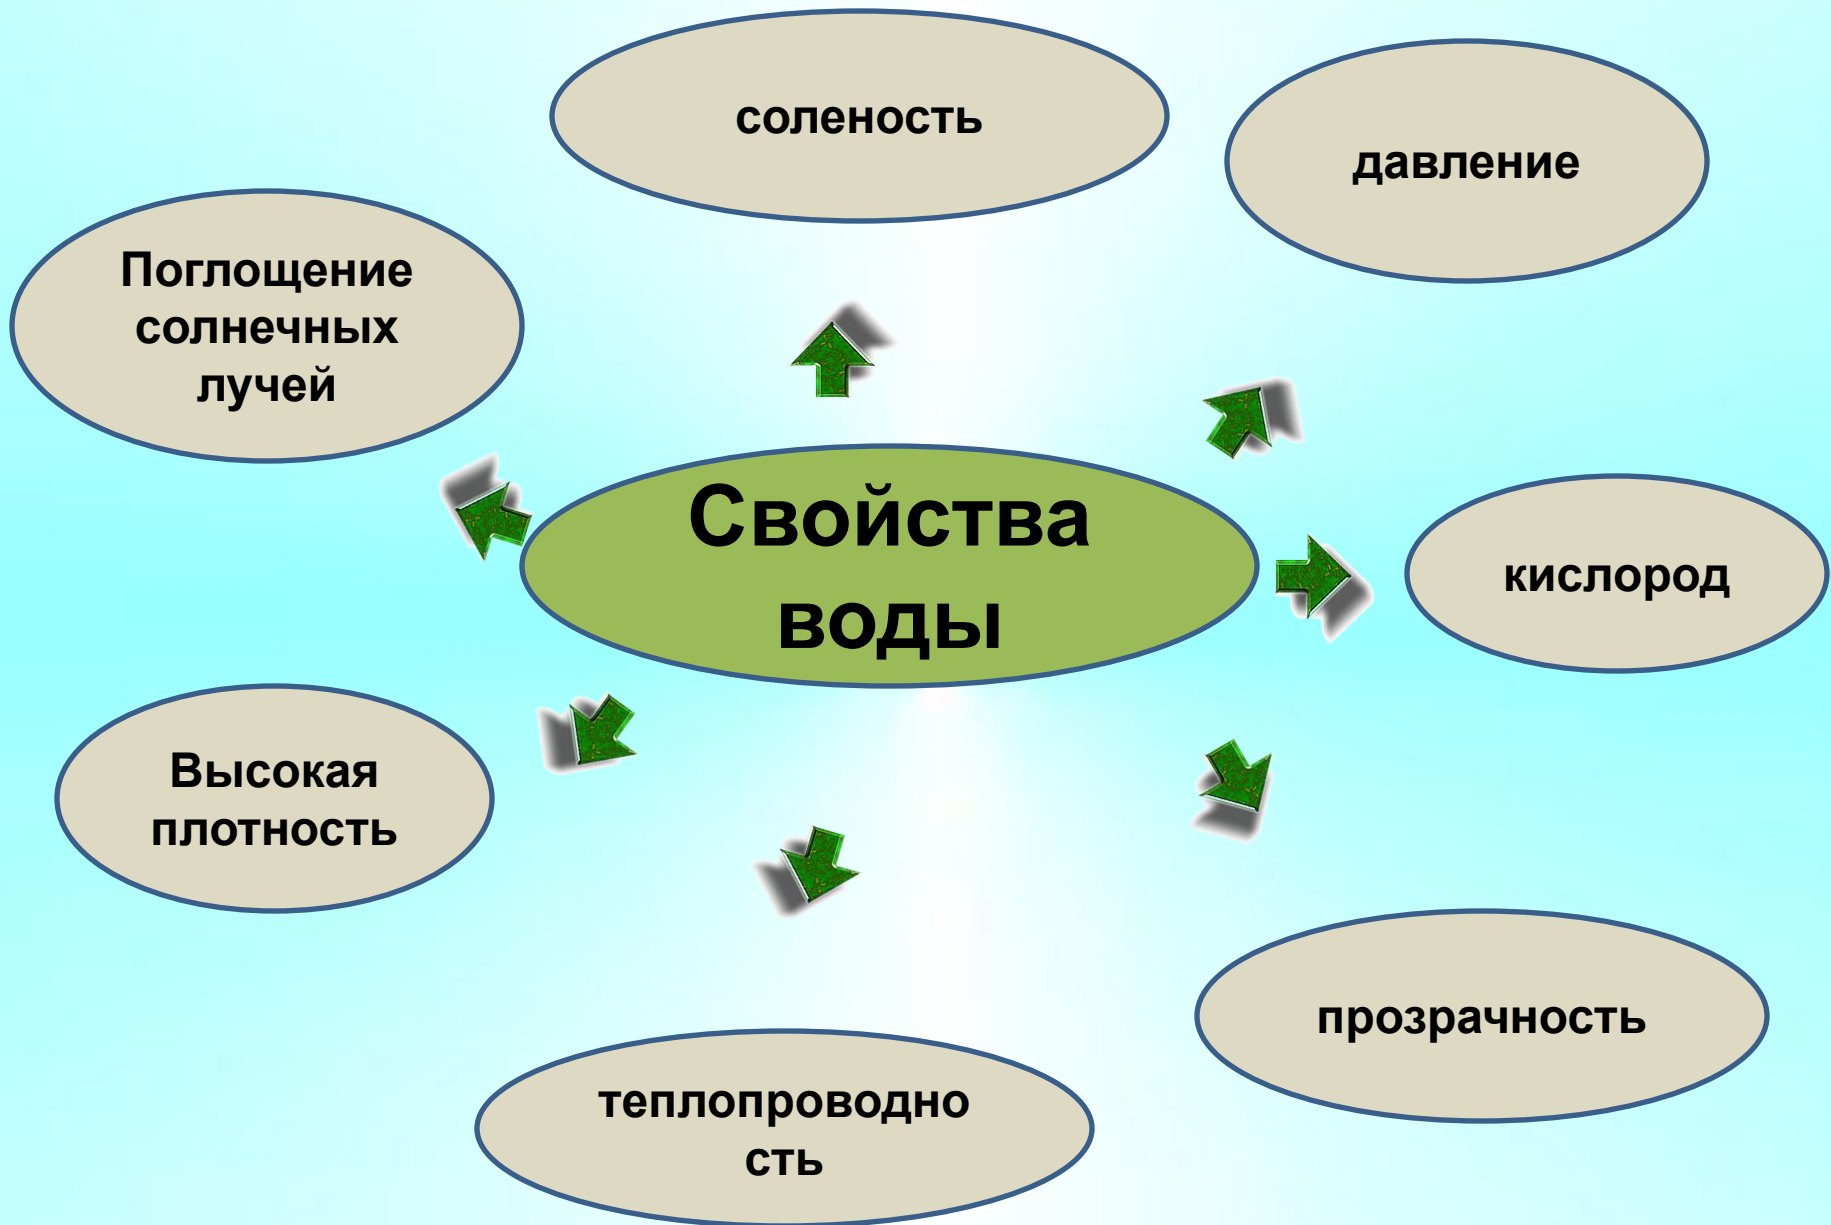 соленость
давление
Поглощение
солнечных
лучей
Свойства
воды
кислород
Высокая
плотность
прозрачность
теплопроводно
сть